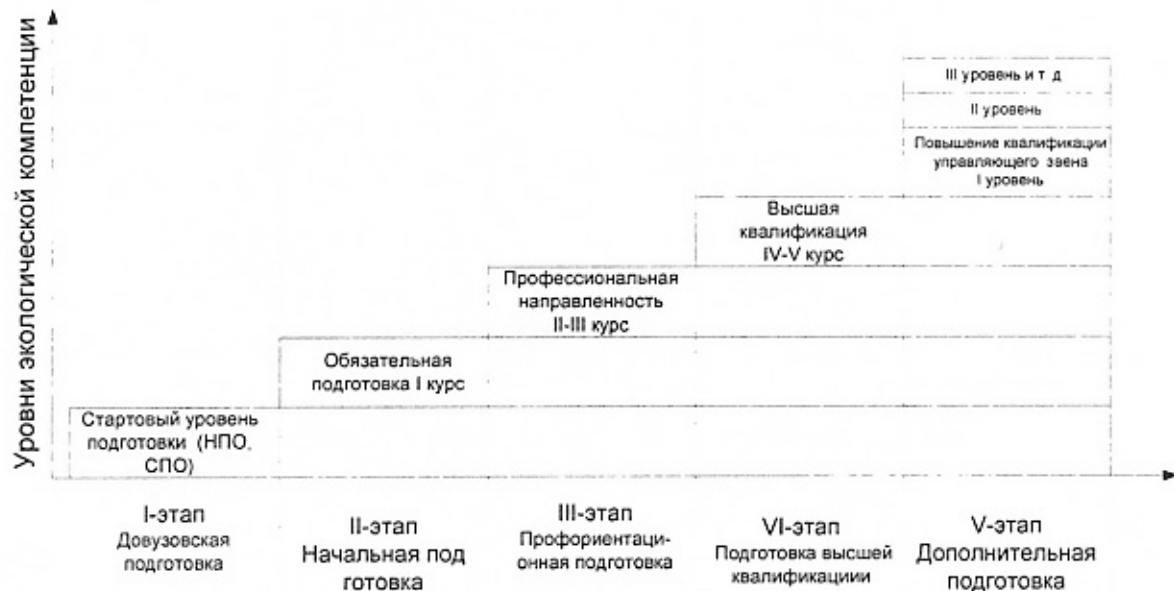 Уровни экологической компетенции
III уровень и т д
II уровень
Повышение квалификации
управляющего звена
I уровень
Высшая
квалификация
IV-V курс
Профессиональная
направленность
II-III курс
Обязательная
подготовка I курс
Стартовый уровень
подготовки (НПО,
СПО)
I-этап
Довузовская
подготовка
II-этап
Начальная под
готовка
III-этап
Профориентаци-
онная подготовка
VI-этап
Подготовка высшей
квалификациии
V-этап
Дополнительная
подготовка